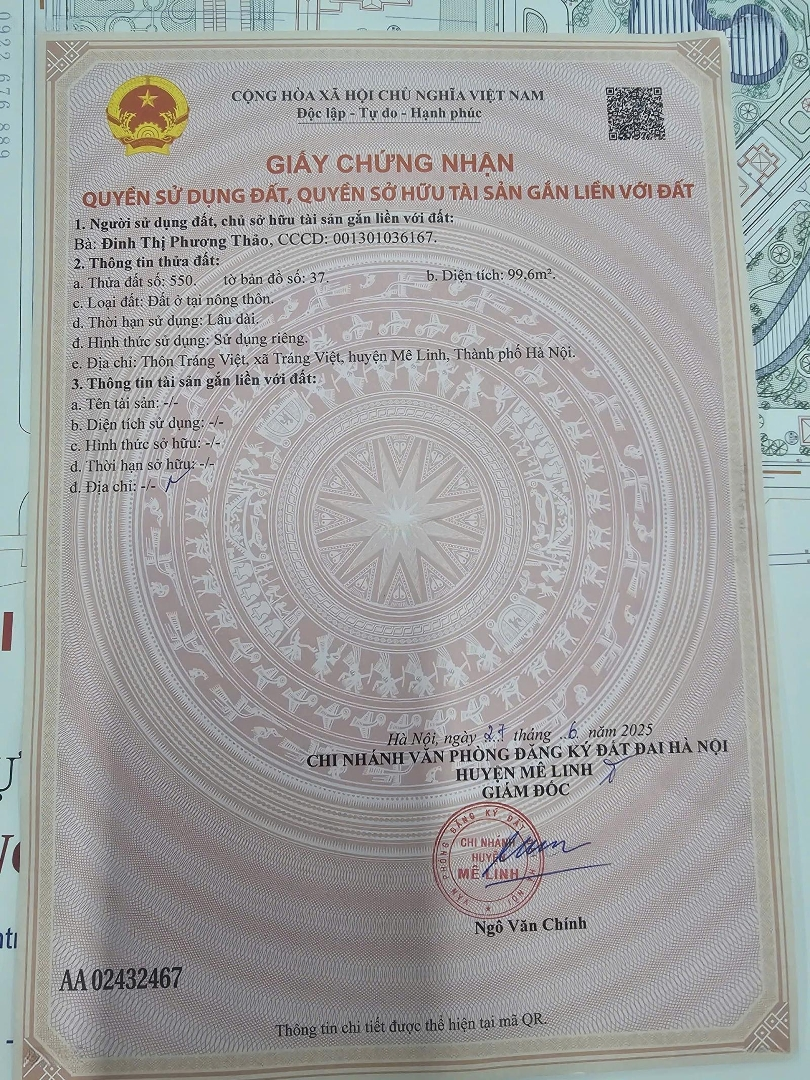 0922 676 889
CỘNG HÒA XÃ HỘI CHỦ NGHĨA VIỆT NAM
Độc lập - Tự do - Hạnh phúc
GIẤY CHỨNG NHẬN
QUYỀN SỬ DỤNG ĐẤT, QUYỀN SỞ HỮU TÀI SẢN GẮN LIỀN VỚI ĐẤT
1. Người sử dụng đất, chủ sở hữu tài sản gắn liền với đất:
Bà: Đinh Thị Phương Thảo, CCCD: 001301036167.
2. Thông tin thửa đất:
a. Thửa đất số: 550. tờ bản đồ số: 37. b. Diện tích: 99,6m².
c. Loại đất: Đất ở tại nông thôn.
d. Thời hạn sử dụng: Lâu dài.
đ. Hình thức sử dụng: Sử dụng riêng.
e. Địa chỉ: Thôn Tráng Việt, xã Tráng Việt, huyện Mê Linh, Thành phố Hà Nội.
3. Thông tin tài sản gắn liền với đất:
a. Tên tài sản: -/-
b. Diện tích sử dụng: -/-
c. Hình thức sở hữu: -/-
d. Thời hạn sở hữu: -/-
đ. Địa chỉ: -/-
Hà Nội, ngày 27 tháng 6 năm 2025
CHI NHÁNH VĂN PHÒNG ĐĂNG KÝ ĐẤT ĐAI HÀ NỘI
HUYỆN MÊ LINH
GIÁM ĐỐC
CHI NHÁNH
HUYỆN
MÊ LINH
Ngô Văn Chính
AA 02432467
Thông tin chi tiết được thể hiện tại mã QR.